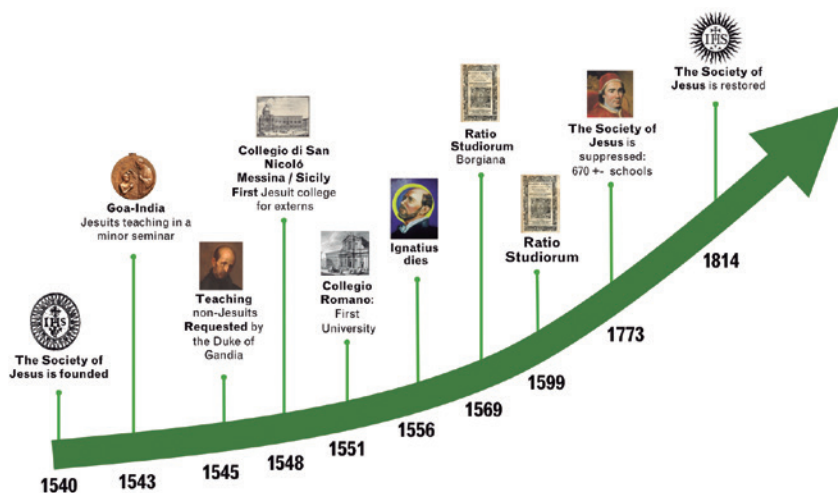 IHS
The Society of
Jesus is founded
1540
Goa-India
Jesuits teaching in a
minor seminar
1543
Teaching
non-Jesuits
Requested by
the Duke of
Gandia
1545
Collegio di San
Nicoló
Messina / Sicily
First Jesuit college
for externs
1548
Collegio
Romano:
First
University
1551
Ignatius
dies
1556
Ratio
Studiorum
Borgiana
1569
Ratio
Studiorum
1599
The Society of
Jesus is
suppressed:
670 +- schools
1773
IHS
The Society of
Jesus is restored
1814